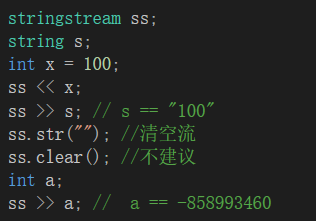 stringstream ss;
string s;
int x = 100;
ss << x;
ss >> s; // s == "100"
ss.str(""); //清空流
ss.clear(); //不建议
int a;
ss >> a; //  a == -858993460